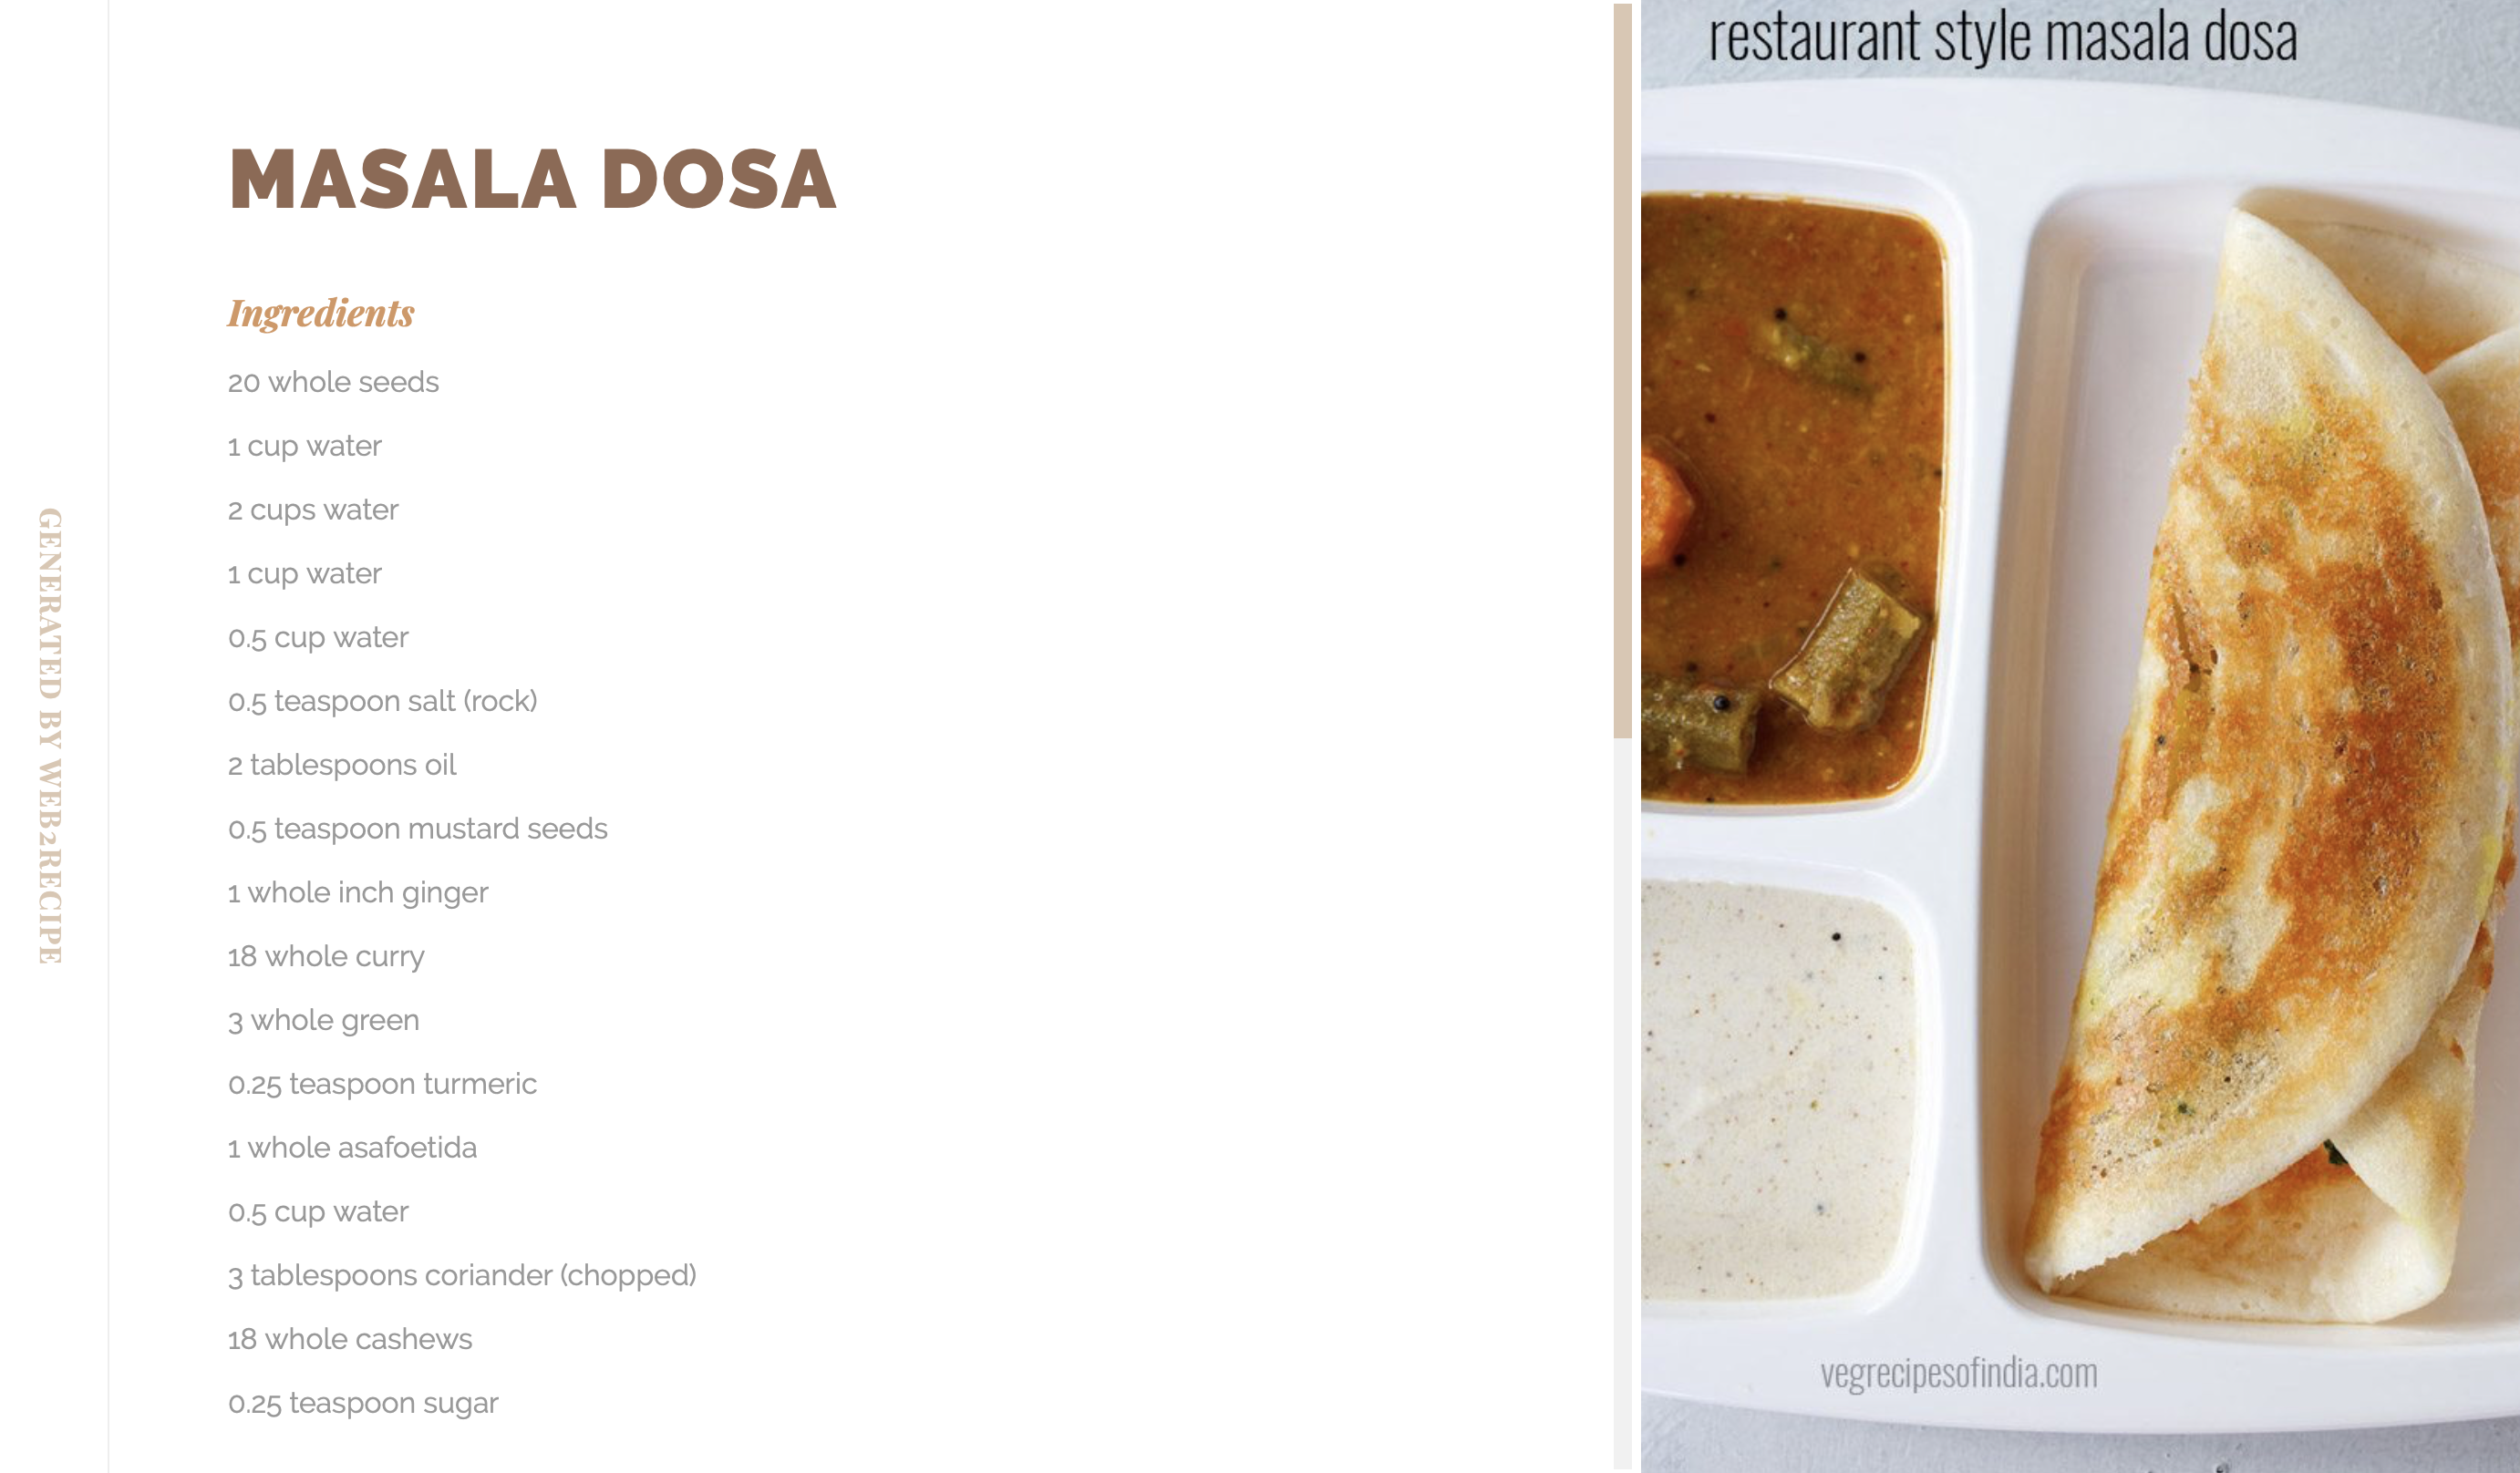 MASALA DOSA
Ingredients
20 whole seeds
1 cup water
2 cups water
1 cup water
0.5 cup water
0.5 teaspoon salt (rock)
2 tablespoons oil
0.5 teaspoon mustard seeds
1 whole inch ginger
18 whole curry
3 whole green
0.25 teaspoon turmeric
1 whole asafoetida
0.5 cup water
3 tablespoons coriander (chopped)
18 whole cashews
0.25 teaspoon sugar
GENERATED BY WEB2RECIPE
restaurant style masala dosa
vegrecipesofindia.com